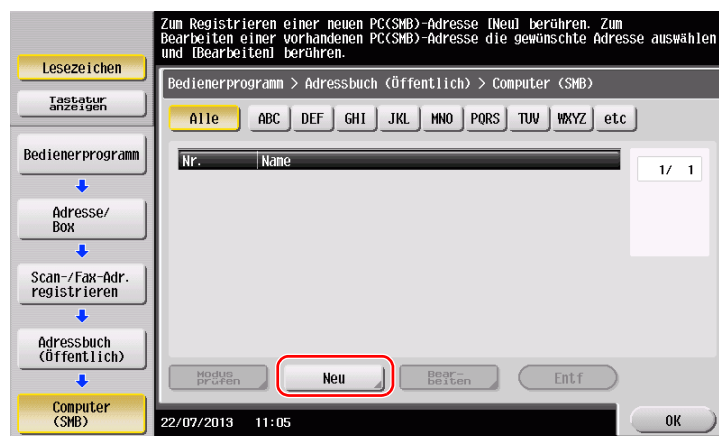 Zum Registrieren einer neuen PC(SMB)-Adresse [Neu] berühren. Zum
Bearbeiten einer vorhandenen PC(SMB)-Adresse die gewünschte Adresse auswählen
und [Bearbeiten] berühren.
Lesezeichen
Tastatur
anzeigen
Bedienerprogramm
Adresse/
Box
Scan-/Fax-Adr.
registrieren
Adressbuch
(Öffentlich)
Computer
(SMB)
Bedienerprogramm > Adressbuch (Öffentlich) > Computer (SMB)
Alle ABC DEF GHI JKL MNO PQRS TUV WXYZ etc
Nr. Name
1/ 1
Modus
prüfen
Neu
Bear-
beiten
Entf
22/07/2013 11:05
OK